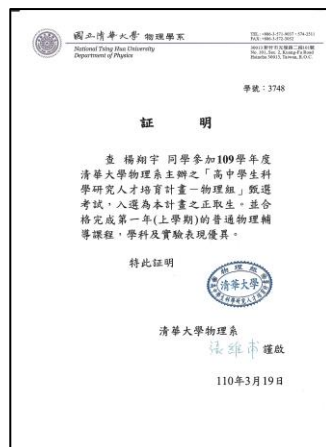 國立清華大學 物理學系
National Tsing Hua University
Department of Physics
學號：3748
証 明
查 楊翔宇 同學參加109學年度
清華大學物理系主辦之「高中學生科
學研究人才培育計畫－物理組」甄選
考試，入選為本計畫之正取生。並合
格完成第一年(上學期)的普通物理輔
導課程，學科及實驗表現優異。
特此証明
物理組
清華大學
清華大學物理系
張維甫 謹啟
110年3月19日